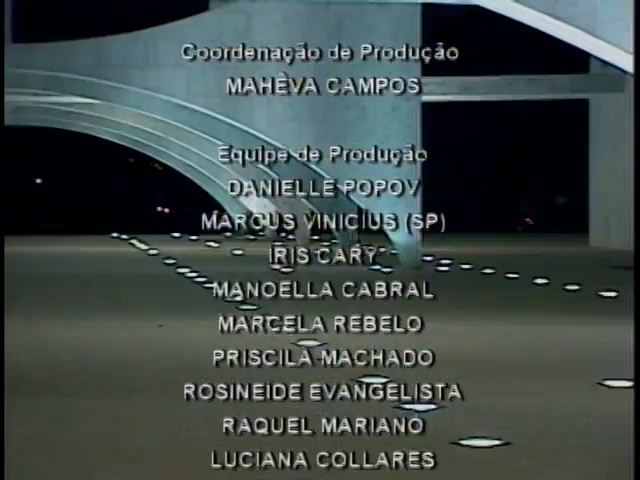 Coordenação de Produção
MAHÊVA CAMPOS
Equipe de Produção
DANIELLE POPOV
MARCUS VINICIUS (SP)
IRIS CARY
MANOELLA CABRAL
MARCELA REBELO
PRISCILA MACHADO
ROSINEIDE EVANGELISTA
RAQUEL MARIANO
LUCIANA COLLARES